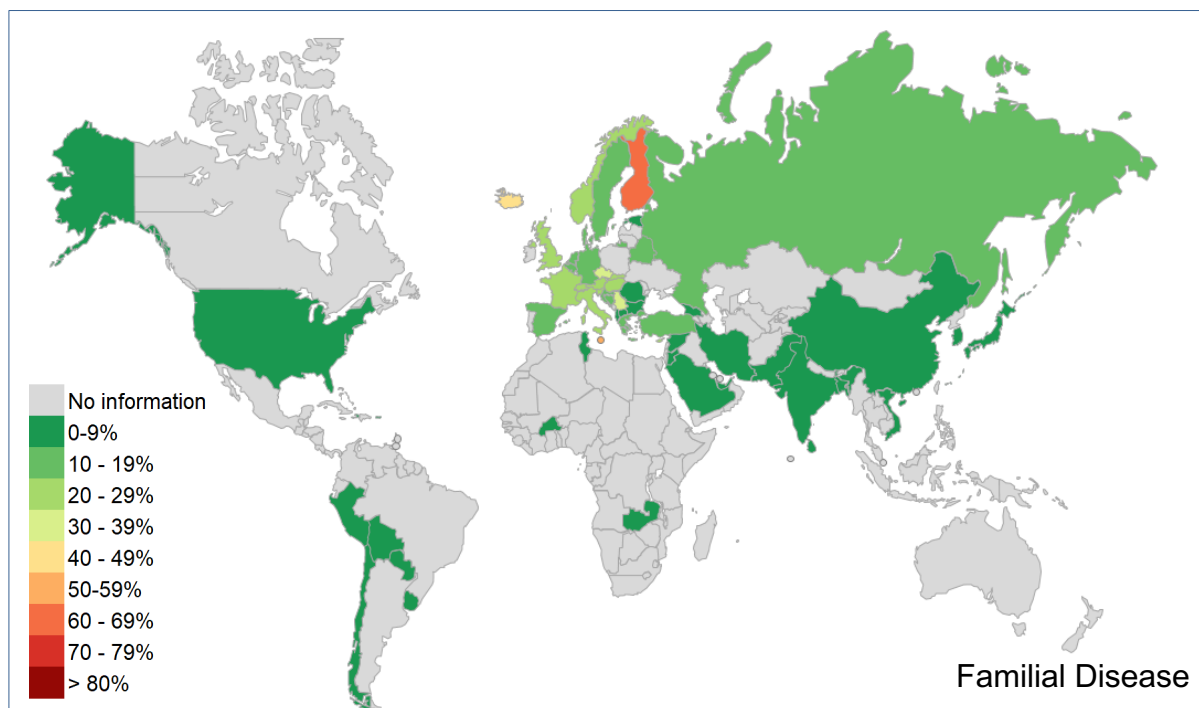 No information
0-9%
10 - 19%
20 - 29%
30 - 39%
40 - 49%
50-59%
60 - 69%
70 - 79%
> 80%
Familial Disease